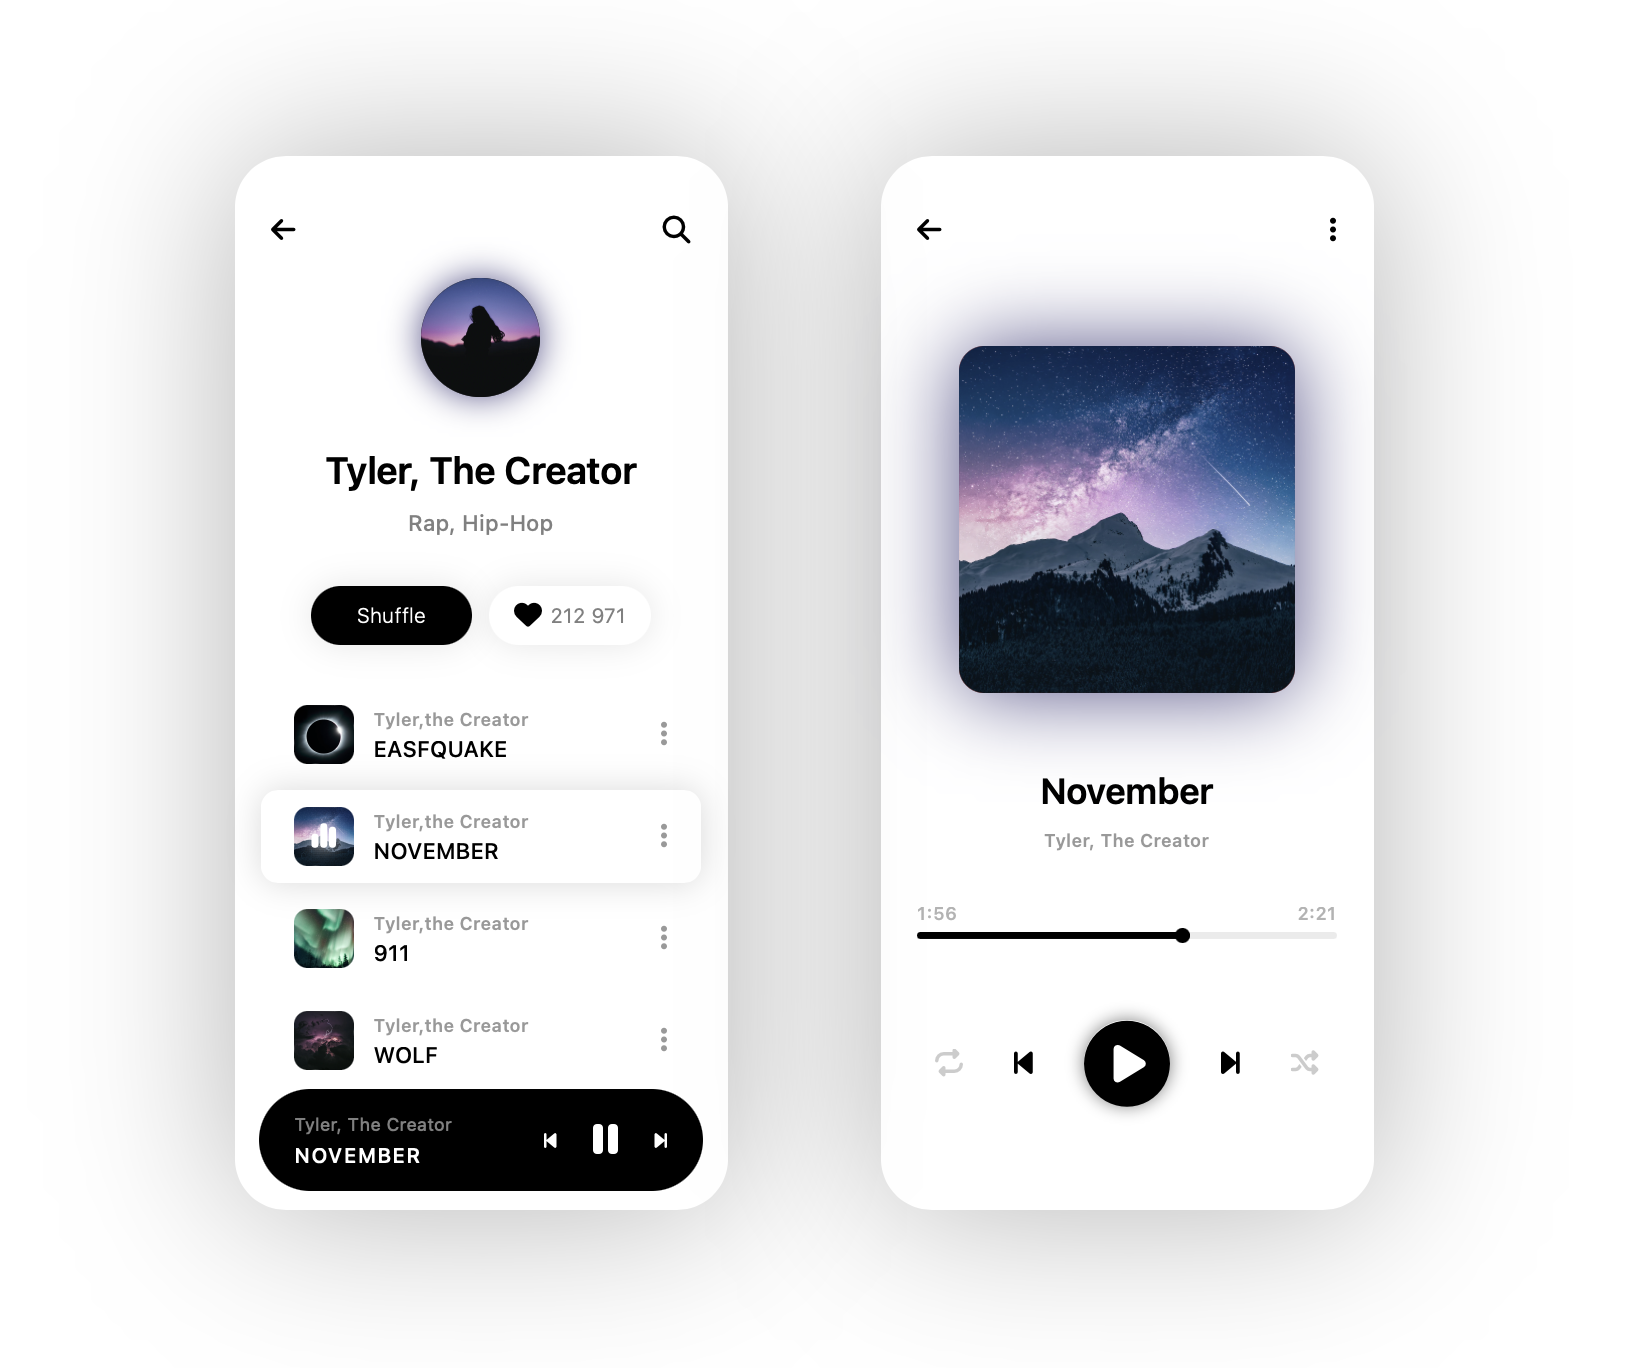 Tyler, The Creator
Rap, Hip-Hop
Shuffle
212 971
Tyler,the Creator
EASFQUAKE
Tyler,the Creator
NOVEMBER
Tyler,the Creator
911
Tyler,the Creator
WOLF
Tyler, The Creator
NOVEMBER
November
Tyler, The Creator
1:56 2:21